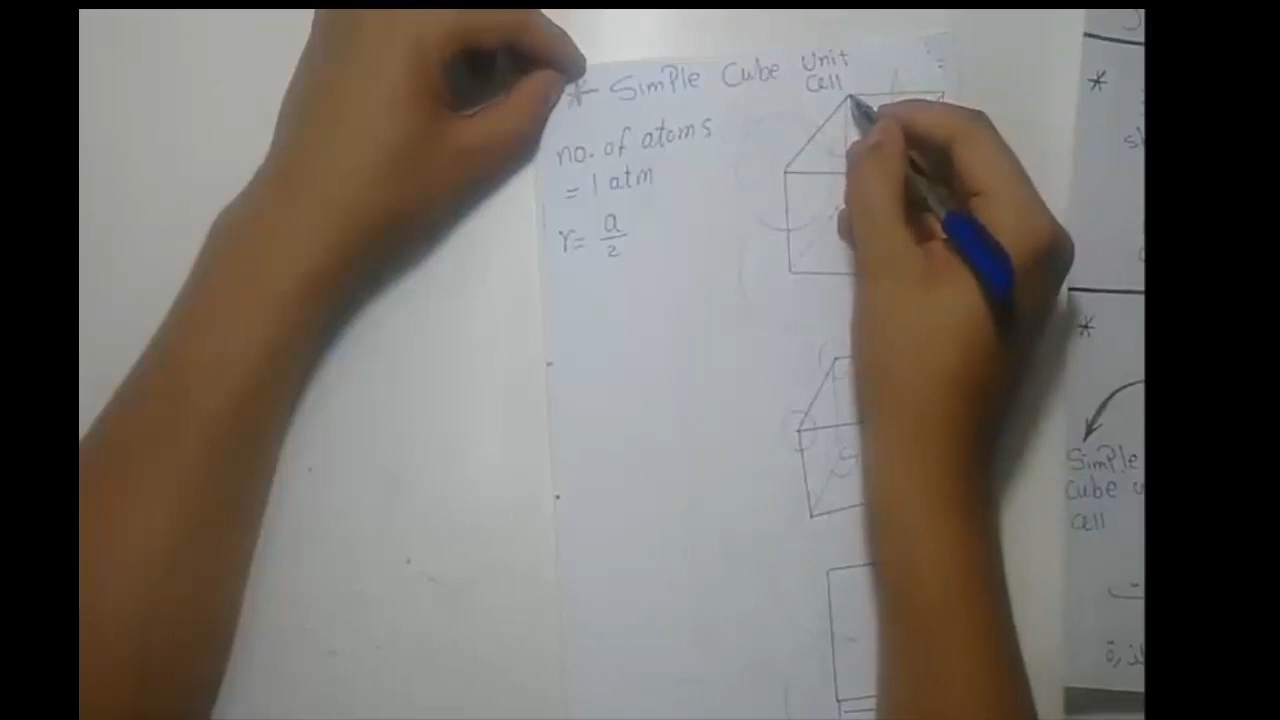 * Simple Cube Unit Cell
no. of atoms
= 1 atm
r = a/2
*
*
Simple
cube u
cell